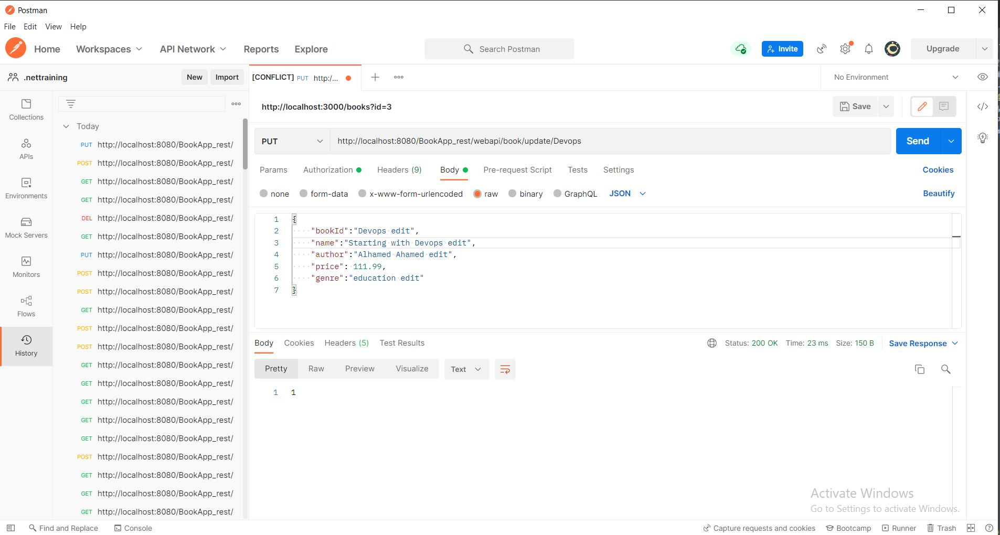 Postman
File Edit View Help
Home Workspaces API Network Reports Explore Search Postman Invite Upgrade
.nettraining New Import [CONFLICT] PUT http:/... No Environment
Collections
APIs
Environments
Mock Servers
Monitors
Flows
History
Today
PUT http://localhost:8080/BookApp_rest/
POST http://localhost:8080/BookApp_rest/
GET http://localhost:8080/BookApp_rest/
GET http://localhost:8080/BookApp_rest/
DEL http://localhost:8080/BookApp_rest/
GET http://localhost:8080/BookApp_rest/
PUT http://localhost:8080/BookApp_rest/
POST http://localhost:8080/BookApp_rest/
POST http://localhost:8080/BookApp_rest/
GET http://localhost:8080/BookApp_rest/
POST http://localhost:8080/BookApp_rest/
POST http://localhost:8080/BookApp_rest/
GET http://localhost:8080/BookApp_rest/
GET http://localhost:8080/BookApp_rest/
GET http://localhost:8080/BookApp_rest/
GET http://localhost:8080/BookApp_rest/
GET http://localhost:8080/BookApp_rest/
POST http://localhost:8080/BookApp_rest/
GET http://localhost:8080/BookApp_rest/
GET http://localhost:8080/BookApp_rest/
GET http://localhost:8080/BookApp_rest/
http://localhost:3000/books?id=3 Save
PUT http://localhost:8080/BookApp_rest/webapi/book/update/Devops Send
Params Authorization Headers (9) Body Pre-request Script Tests Settings Cookies
none form-data x-www-form-urlencoded raw binary GraphQL JSON Beautify
1 {
2 "bookId":"Devops edit",
3 "name":"Starting with Devops edit",
4 "author":"Alhamed Ahamed edit",
5 "price": 111.99,
6 "genre":"education edit"
7 }
Body Cookies Headers (5) Test Results Status: 200 OK Time: 23 ms Size: 150 B Save Response
Pretty Raw Preview Visualize Text
1 1
Activate Windows
Go to Settings to activate Windows.
Find and Replace Console Capture requests and cookies Bootcamp Runner Trash